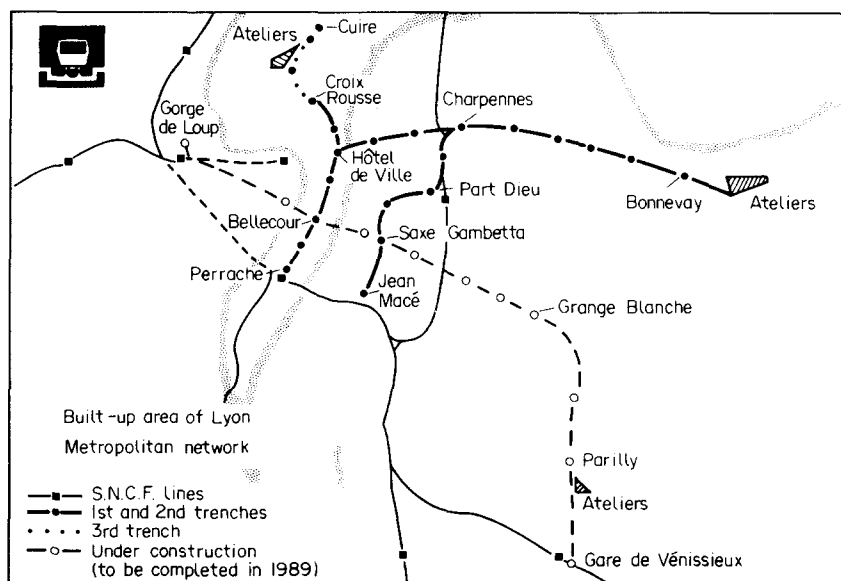 Ateliers
Cuire
Croix
Rousse
Gorge
de Loup
Charpennes
Hôtel
de Ville
Part Dieu
Bonnevay
Ateliers
Bellecour
Saxe Gambetta
Perrache
Jean
Macé
Grange Blanche
Built-up area of Lyon
Metropolitan network
Parilly
Ateliers
S.N.C.F. lines
1st and 2nd trenches
3rd trench
Under construction
(to be completed in 1989)
Gare de Vénissieux